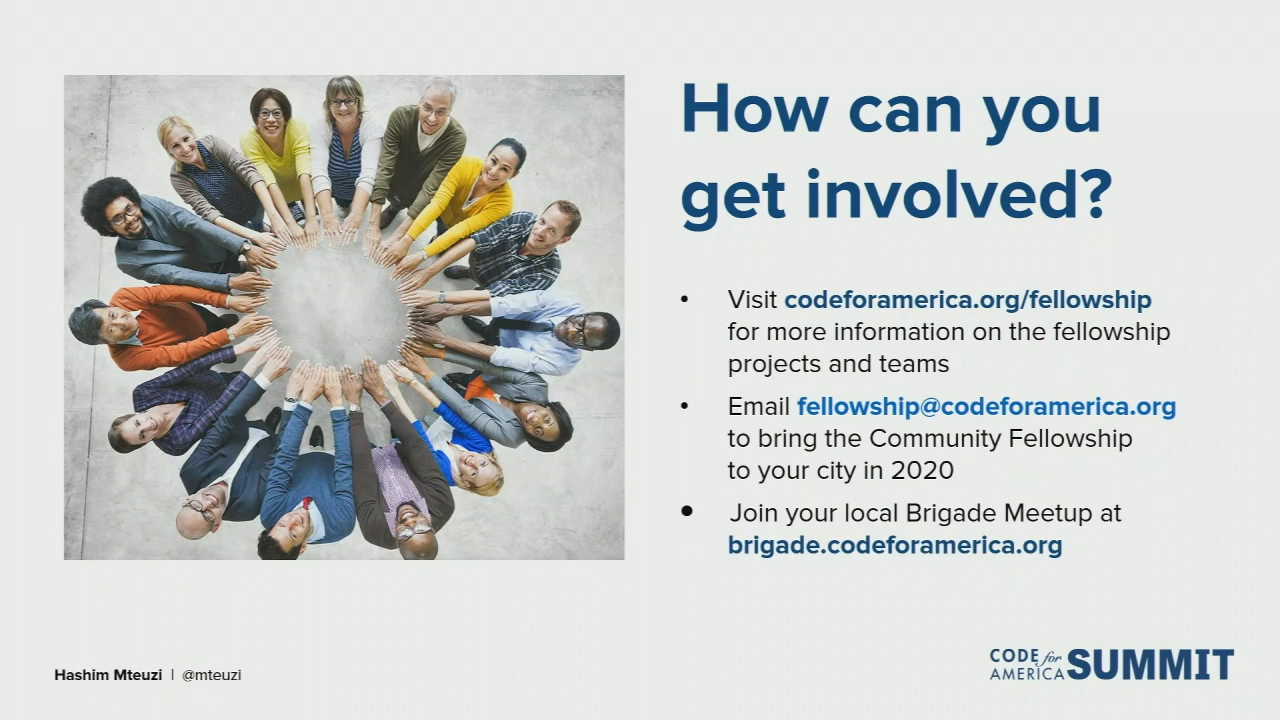 How can you
get involved?
• Visit codeforamerica.org/fellowship
for more information on the fellowship
projects and teams
• Email fellowship@codeforamerica.org
to bring the Community Fellowship
to your city in 2020
• Join your local Brigade Meetup at
brigade.codeforamerica.org
Hashim Mteuzi | @mteuzi
CODE for AMERICA SUMMIT